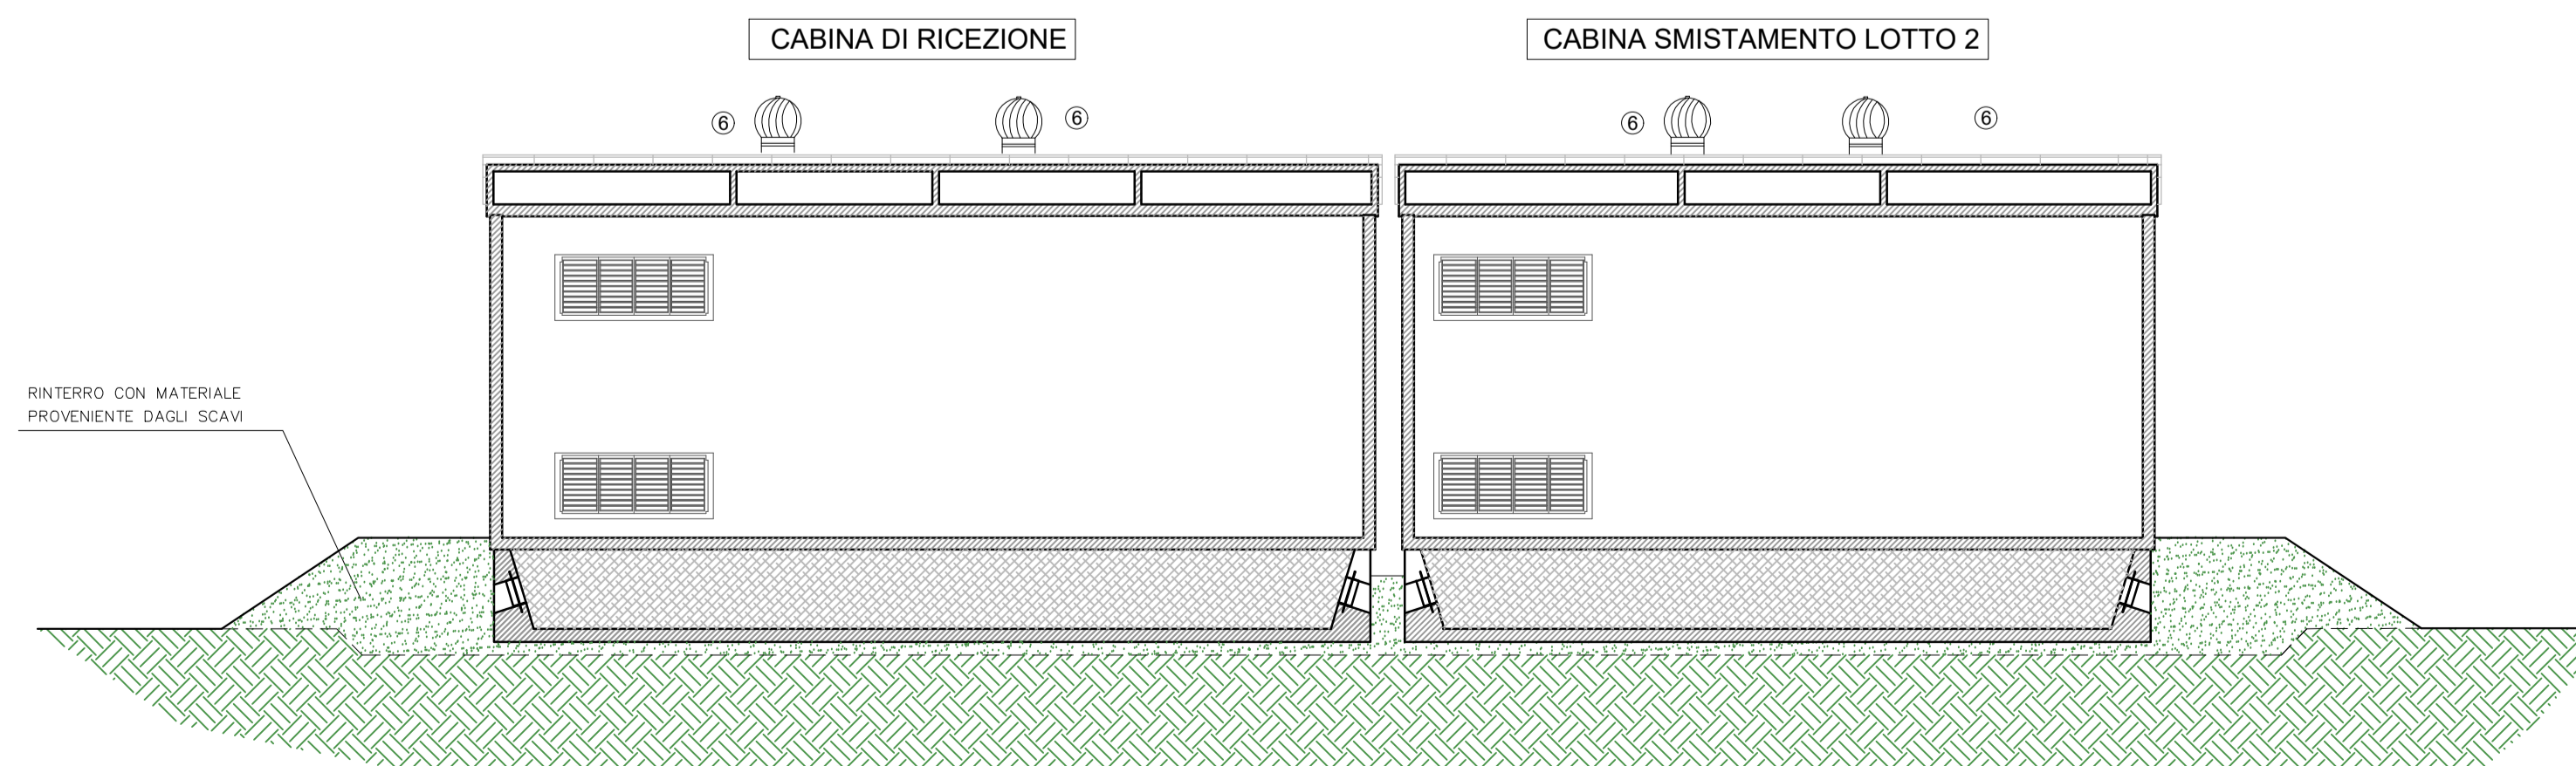 CABINA DI RICEZIONE
CABINA SMISTAMENTO LOTTO 2
6
6
6
6
RINTERRO CON MATERIALE
PROVENIENTE DAGLI SCAVI